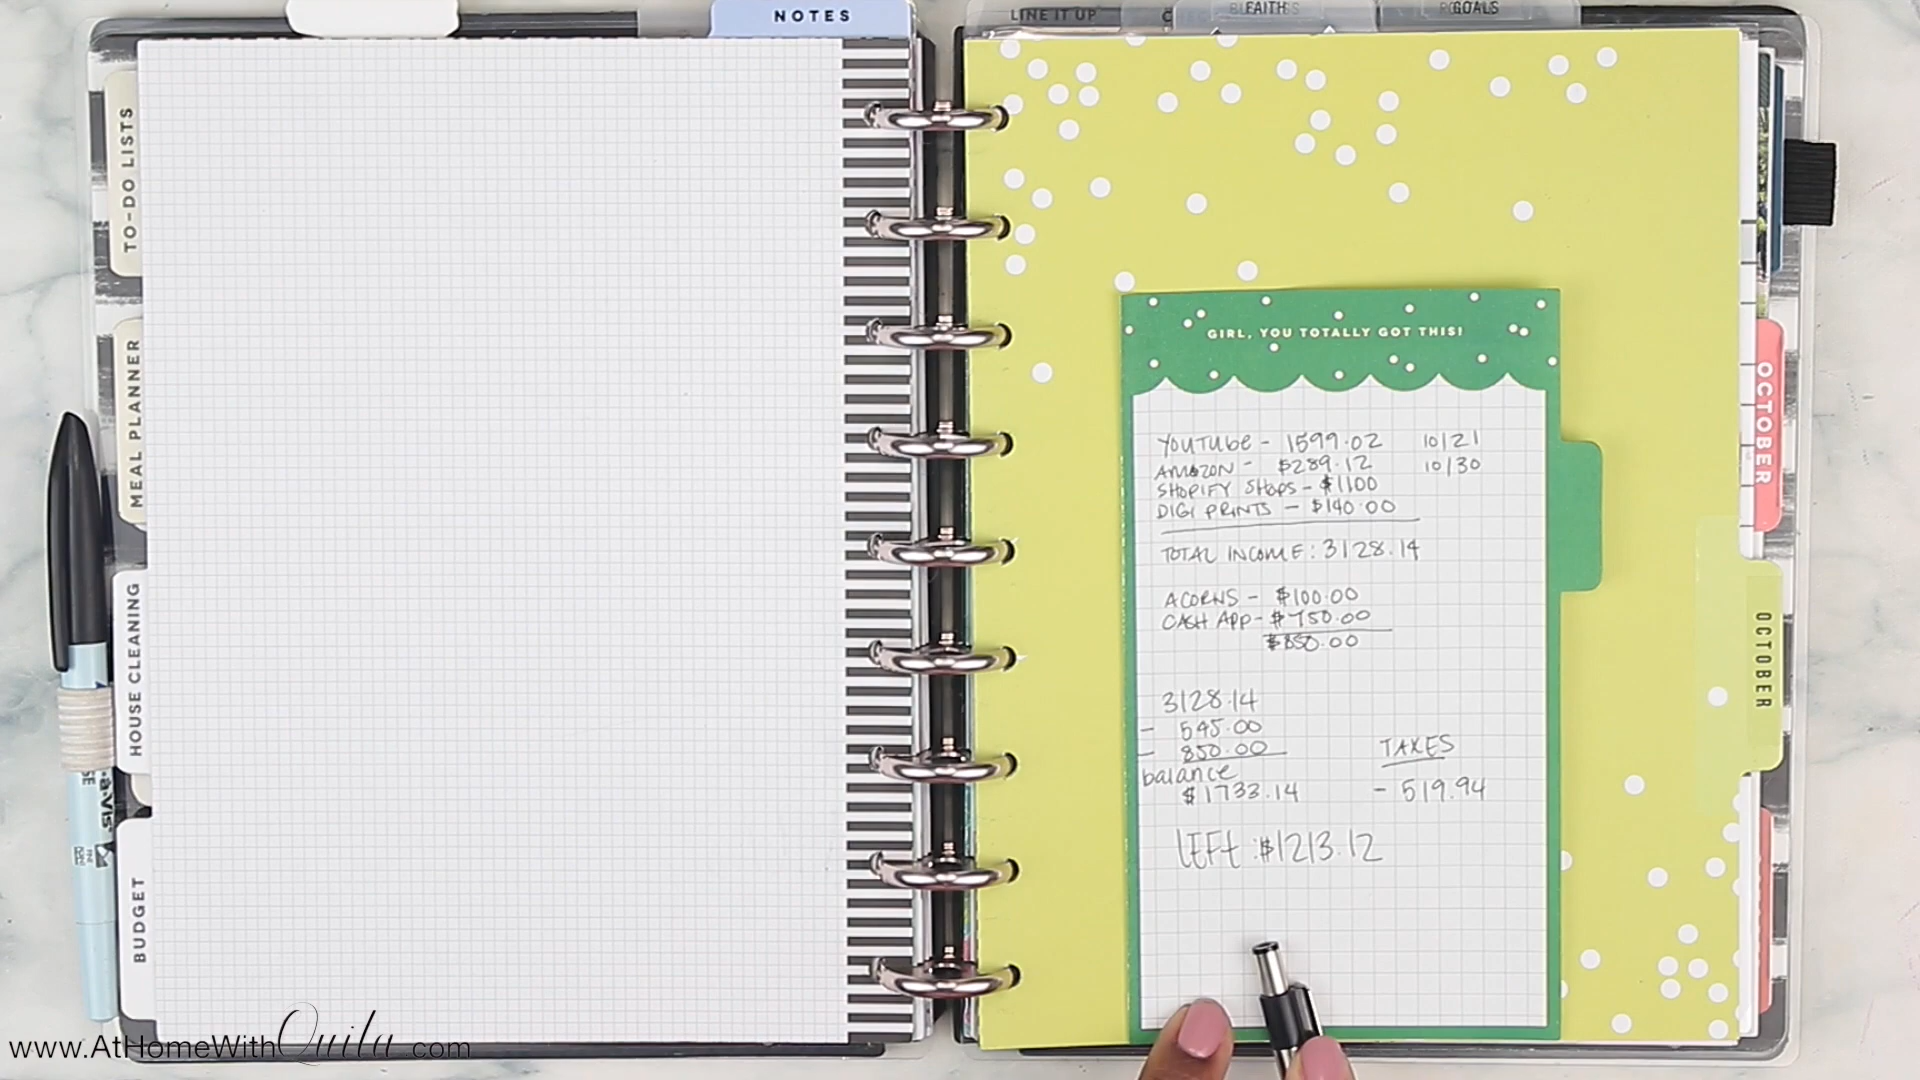 NOTES
LINE IT UP
FAITH
GOALS
TO-DO LISTS
MEAL PLANNER
HOUSE CLEANING
BUDGET
GIRL, YOU TOTALLY GOT THIS!
YOUTUBE - 1599.02 10/21
AMAZON - $289.12 10/30
SHOPIFY SHOPS - $1100
DIGI PRINTS - $140.00
TOTAL INCOME: 3128.14
ACORNS - $100.00
CASH APP - $750.00
$850.00
3128.14
- 545.00
- 850.00
balance
$1733.14
TAXES
- 519.94
LEFT: $1213.12
OCTOBER
OCTOBER
www.AtHomeWithQuila.com